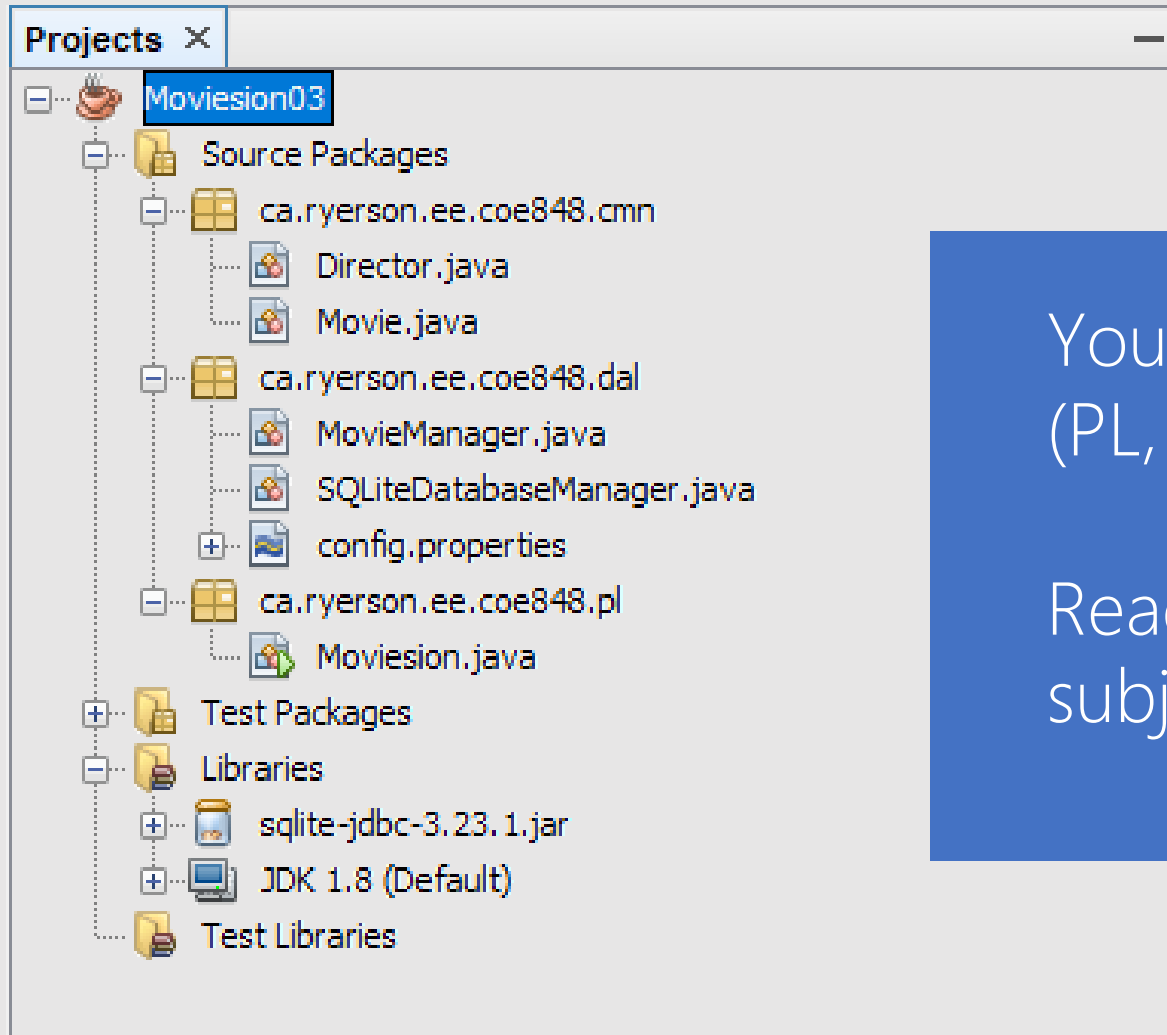 Projects
Moviesion03
Source Packages
ca.ryerson.ee.coe848.cmn
Director.java
Movie.java
ca.ryerson.ee.coe848.dal
MovieManager.java
SQLiteDatabaseManager.java
config.properties
ca.ryerson.ee.coe848.pl
Moviesion.java
Test Packages
Libraries
sqlite-jdbc-3.23.1.jar
JDK 1.8 (Default)
Test Libraries
You
(PL,